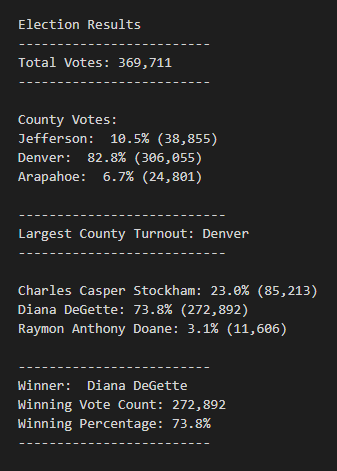 Election Results
-------------------------
Total Votes: 369,711
-------------------------
County Votes:
Jefferson:  10.5% (38,855)
Denver:  82.8% (306,055)
Arapahoe:  6.7% (24,801)
---------------------------
Largest County Turnout: Denver
---------------------------
Charles Casper Stockham: 23.0% (85,213)
Diana DeGette: 73.8% (272,892)
Raymon Anthony Doane: 3.1% (11,606)
-------------------------
Winner:  Diana DeGette
Winning Vote Count: 272,892
Winning Percentage: 73.8%
-------------------------